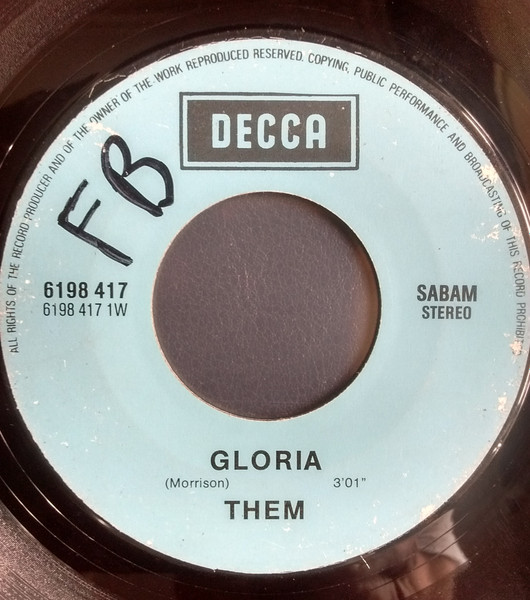 ALL RIGHTS OF THE RECORD PRODUCER AND OF THE OWNER OF THE WORK REPRODUCED RESERVED. COPYING, PUBLIC PERFORMANCE AND BROADCASTING OF THIS RECORD PROHIBITED
DECCA
FB
6198 417
6198 417 1W
SABAM
STEREO
GLORIA
(Morrison) 3'01"
THEM